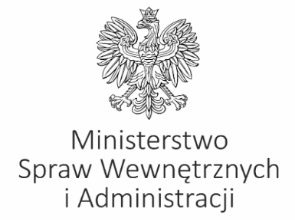 Ministerstwo
Spraw Wewnętrznych
i Administracji